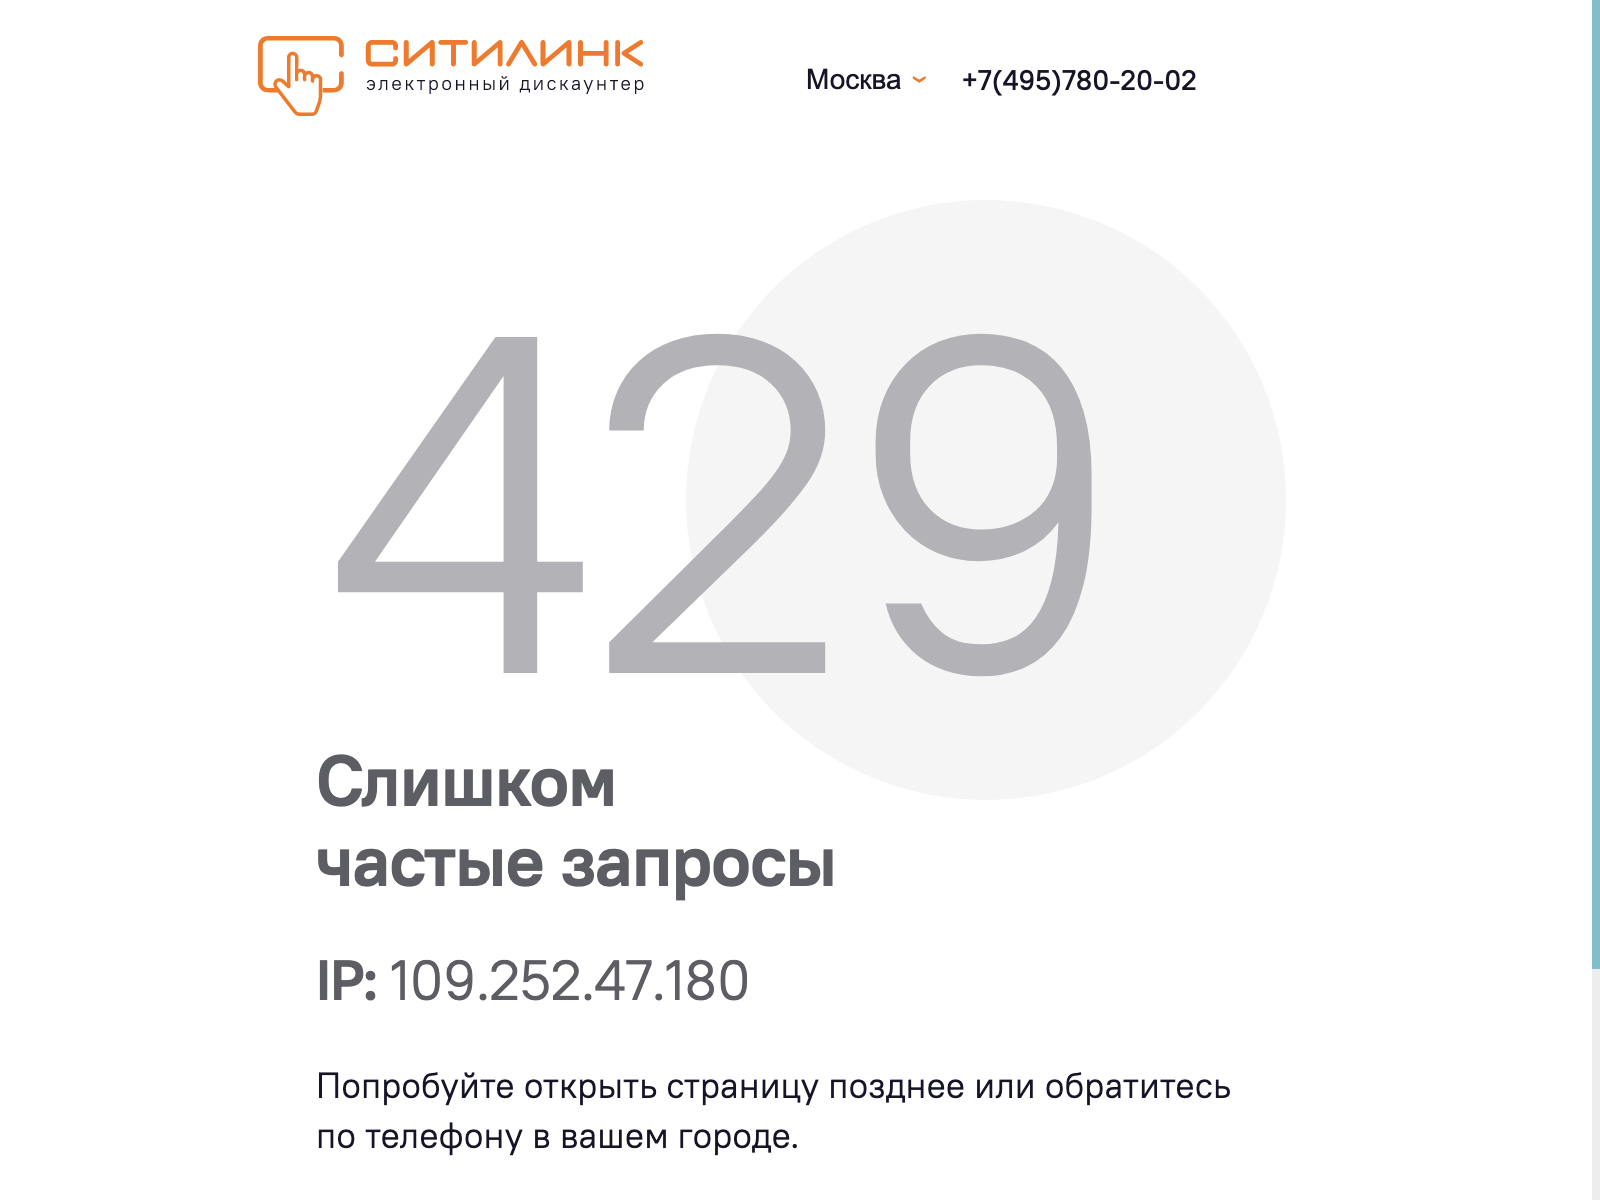 СИТИЛИНК
электронный дискаунтер
Москва +7(495)780-20-02
429
Слишком
частые запросы
IP: 109.252.47.180
Попробуйте открыть страницу позднее или обратитесь
по телефону в вашем городе.